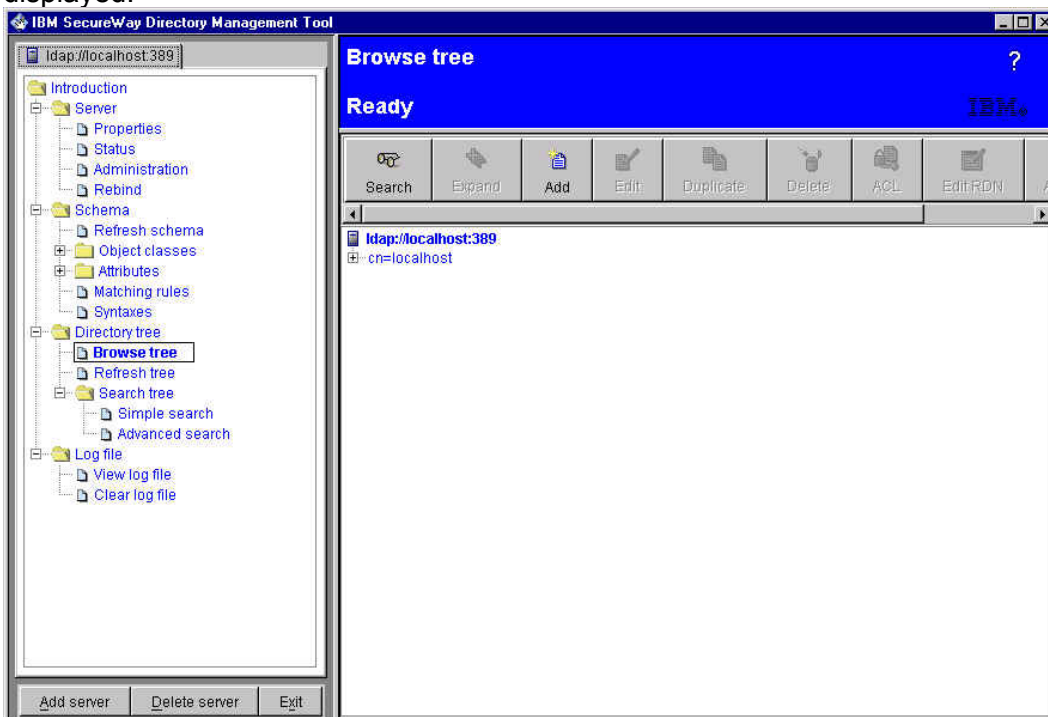 displayed.
IBM SecureWay Directory Management Tool
ldap://localhost:389
Introduction
Server
Properties
Status
Administration
Rebind
Schema
Refresh schema
Object classes
Attributes
Matching rules
Syntaxes
Directory tree
Browse tree
Refresh tree
Search tree
Simple search
Advanced search
Log file
View log file
Clear log file
Add server Delete server Exit
Browse tree ?
Ready IBM
Search Expand Add Edit Duplicate Delete ACL Edit RDN
ldap://localhost:389
cn=localhost